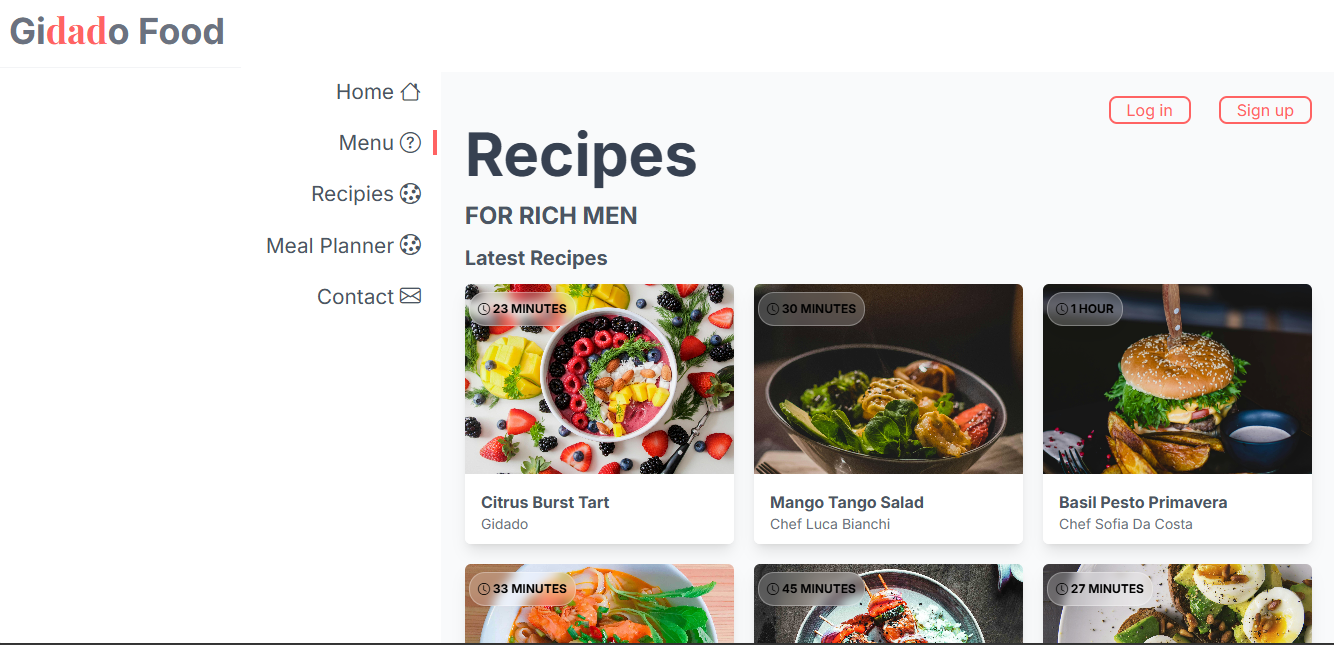 Gidado Food
Home
Menu
Recipies
Meal Planner
Contact
Log in Sign up
Recipes
FOR RICH MEN
Latest Recipes
23 MINUTES
30 MINUTES
1 HOUR
Citrus Burst Tart
Gidado
Mango Tango Salad
Chef Luca Bianchi
Basil Pesto Primavera
Chef Sofia Da Costa
33 MINUTES
45 MINUTES
27 MINUTES